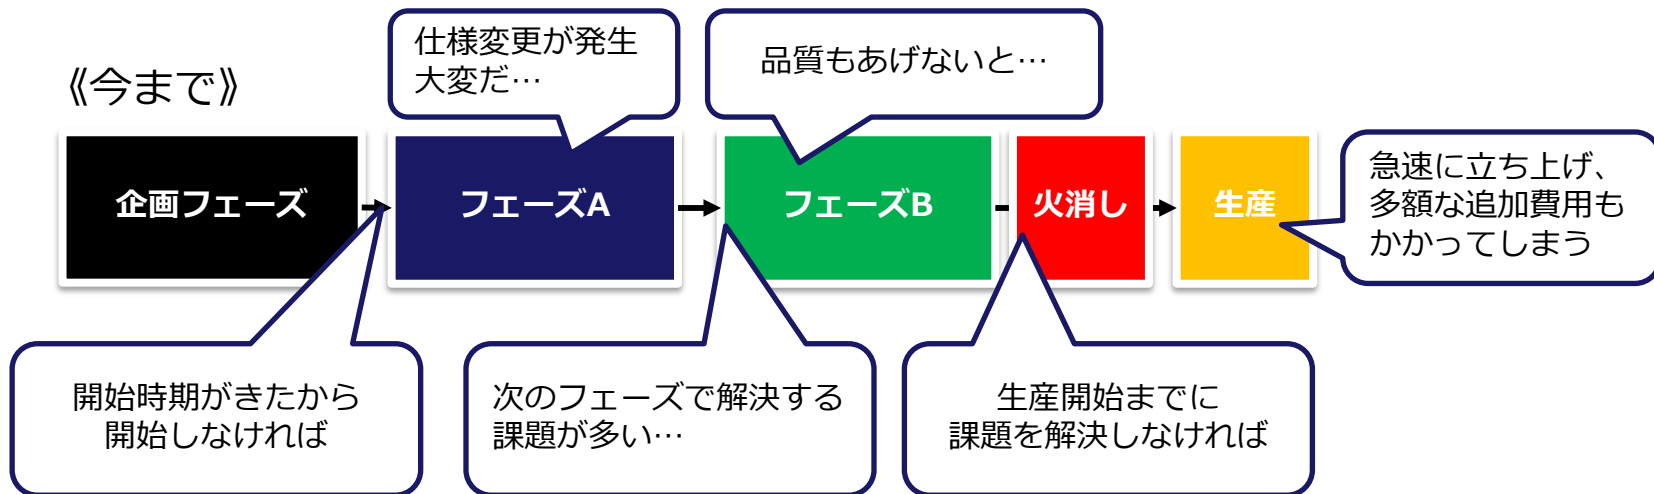 仕様変更が発生
大変だ…
品質もあげないと…
《今まで》
企画フェーズ
フェーズA
フェーズB
火消し
生産
急速に立ち上げ、
多額な追加費用も
かかってしまう
開始時期がきたから
開始しなければ
次のフェーズで解決する
課題が多い…
生産開始までに
課題を解決しなければ